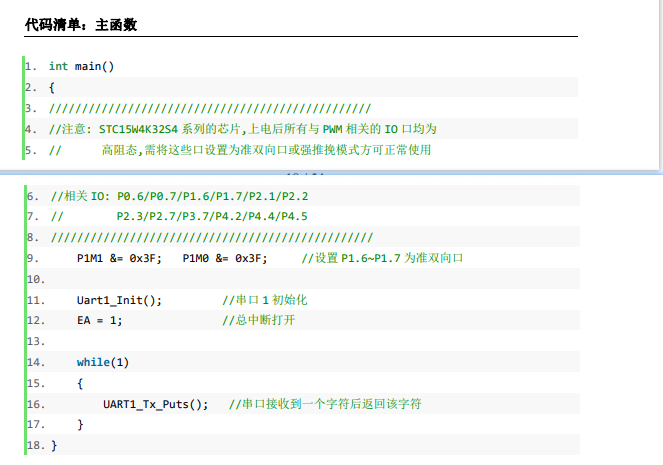 代码清单：主函数
1. int main()
2. {
3. /////////////////////////////////////////////////
4. //注意: STC15W4K32S4 系列的芯片,上电后所有与 PWM 相关的 IO 口均为
5. // 高阻态,需将这些口设置为准双向口或强推挽模式方可正常使用
6. //相关 IO: P0.6/P0.7/P1.6/P1.7/P2.1/P2.2
7. // P2.3/P2.7/P3.7/P4.2/P4.4/P4.5
8. /////////////////////////////////////////////////
9. P1M1 &= 0x3F; P1M0 &= 0x3F; //设置 P1.6~P1.7 为准双向口
10.
11. Uart1_Init(); //串口 1 初始化
12. EA = 1; //总中断打开
13.
14. while(1)
15. {
16. UART1_Tx_Puts(); //串口接收到一个字符后返回该字符
17. }
18. }